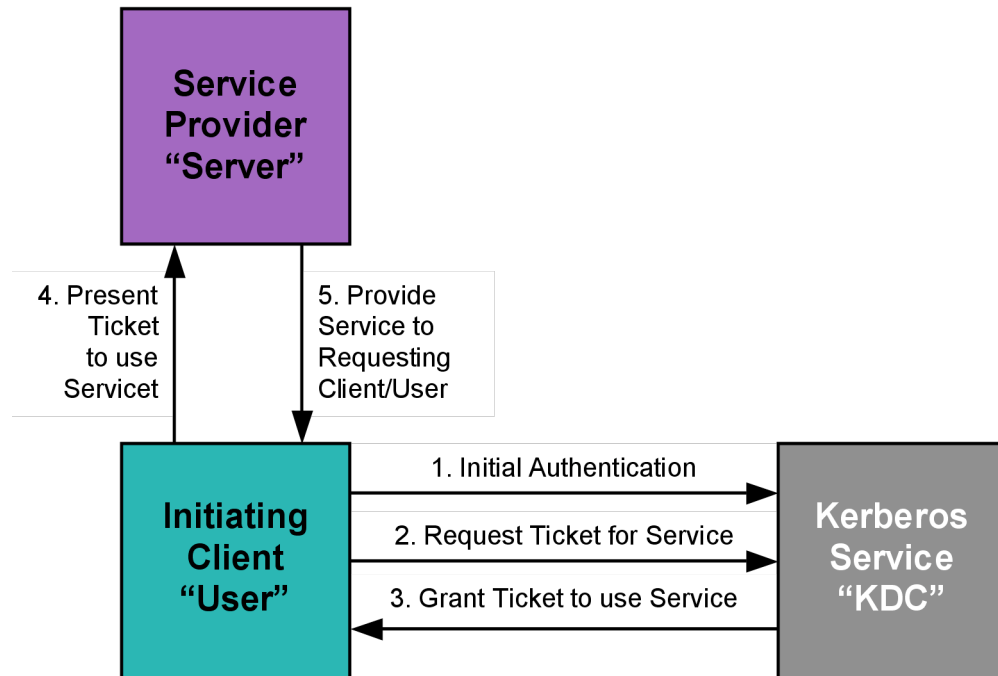 Service
Provider
“Server”
4. Present
Ticket
to use
Servicet
5. Provide
Service to
Requesting
Client/User
1. Initial Authentication
2. Request Ticket for Service
3. Grant Ticket to use Service
Initiating
Client
“User”
Kerberos
Service
“KDC”